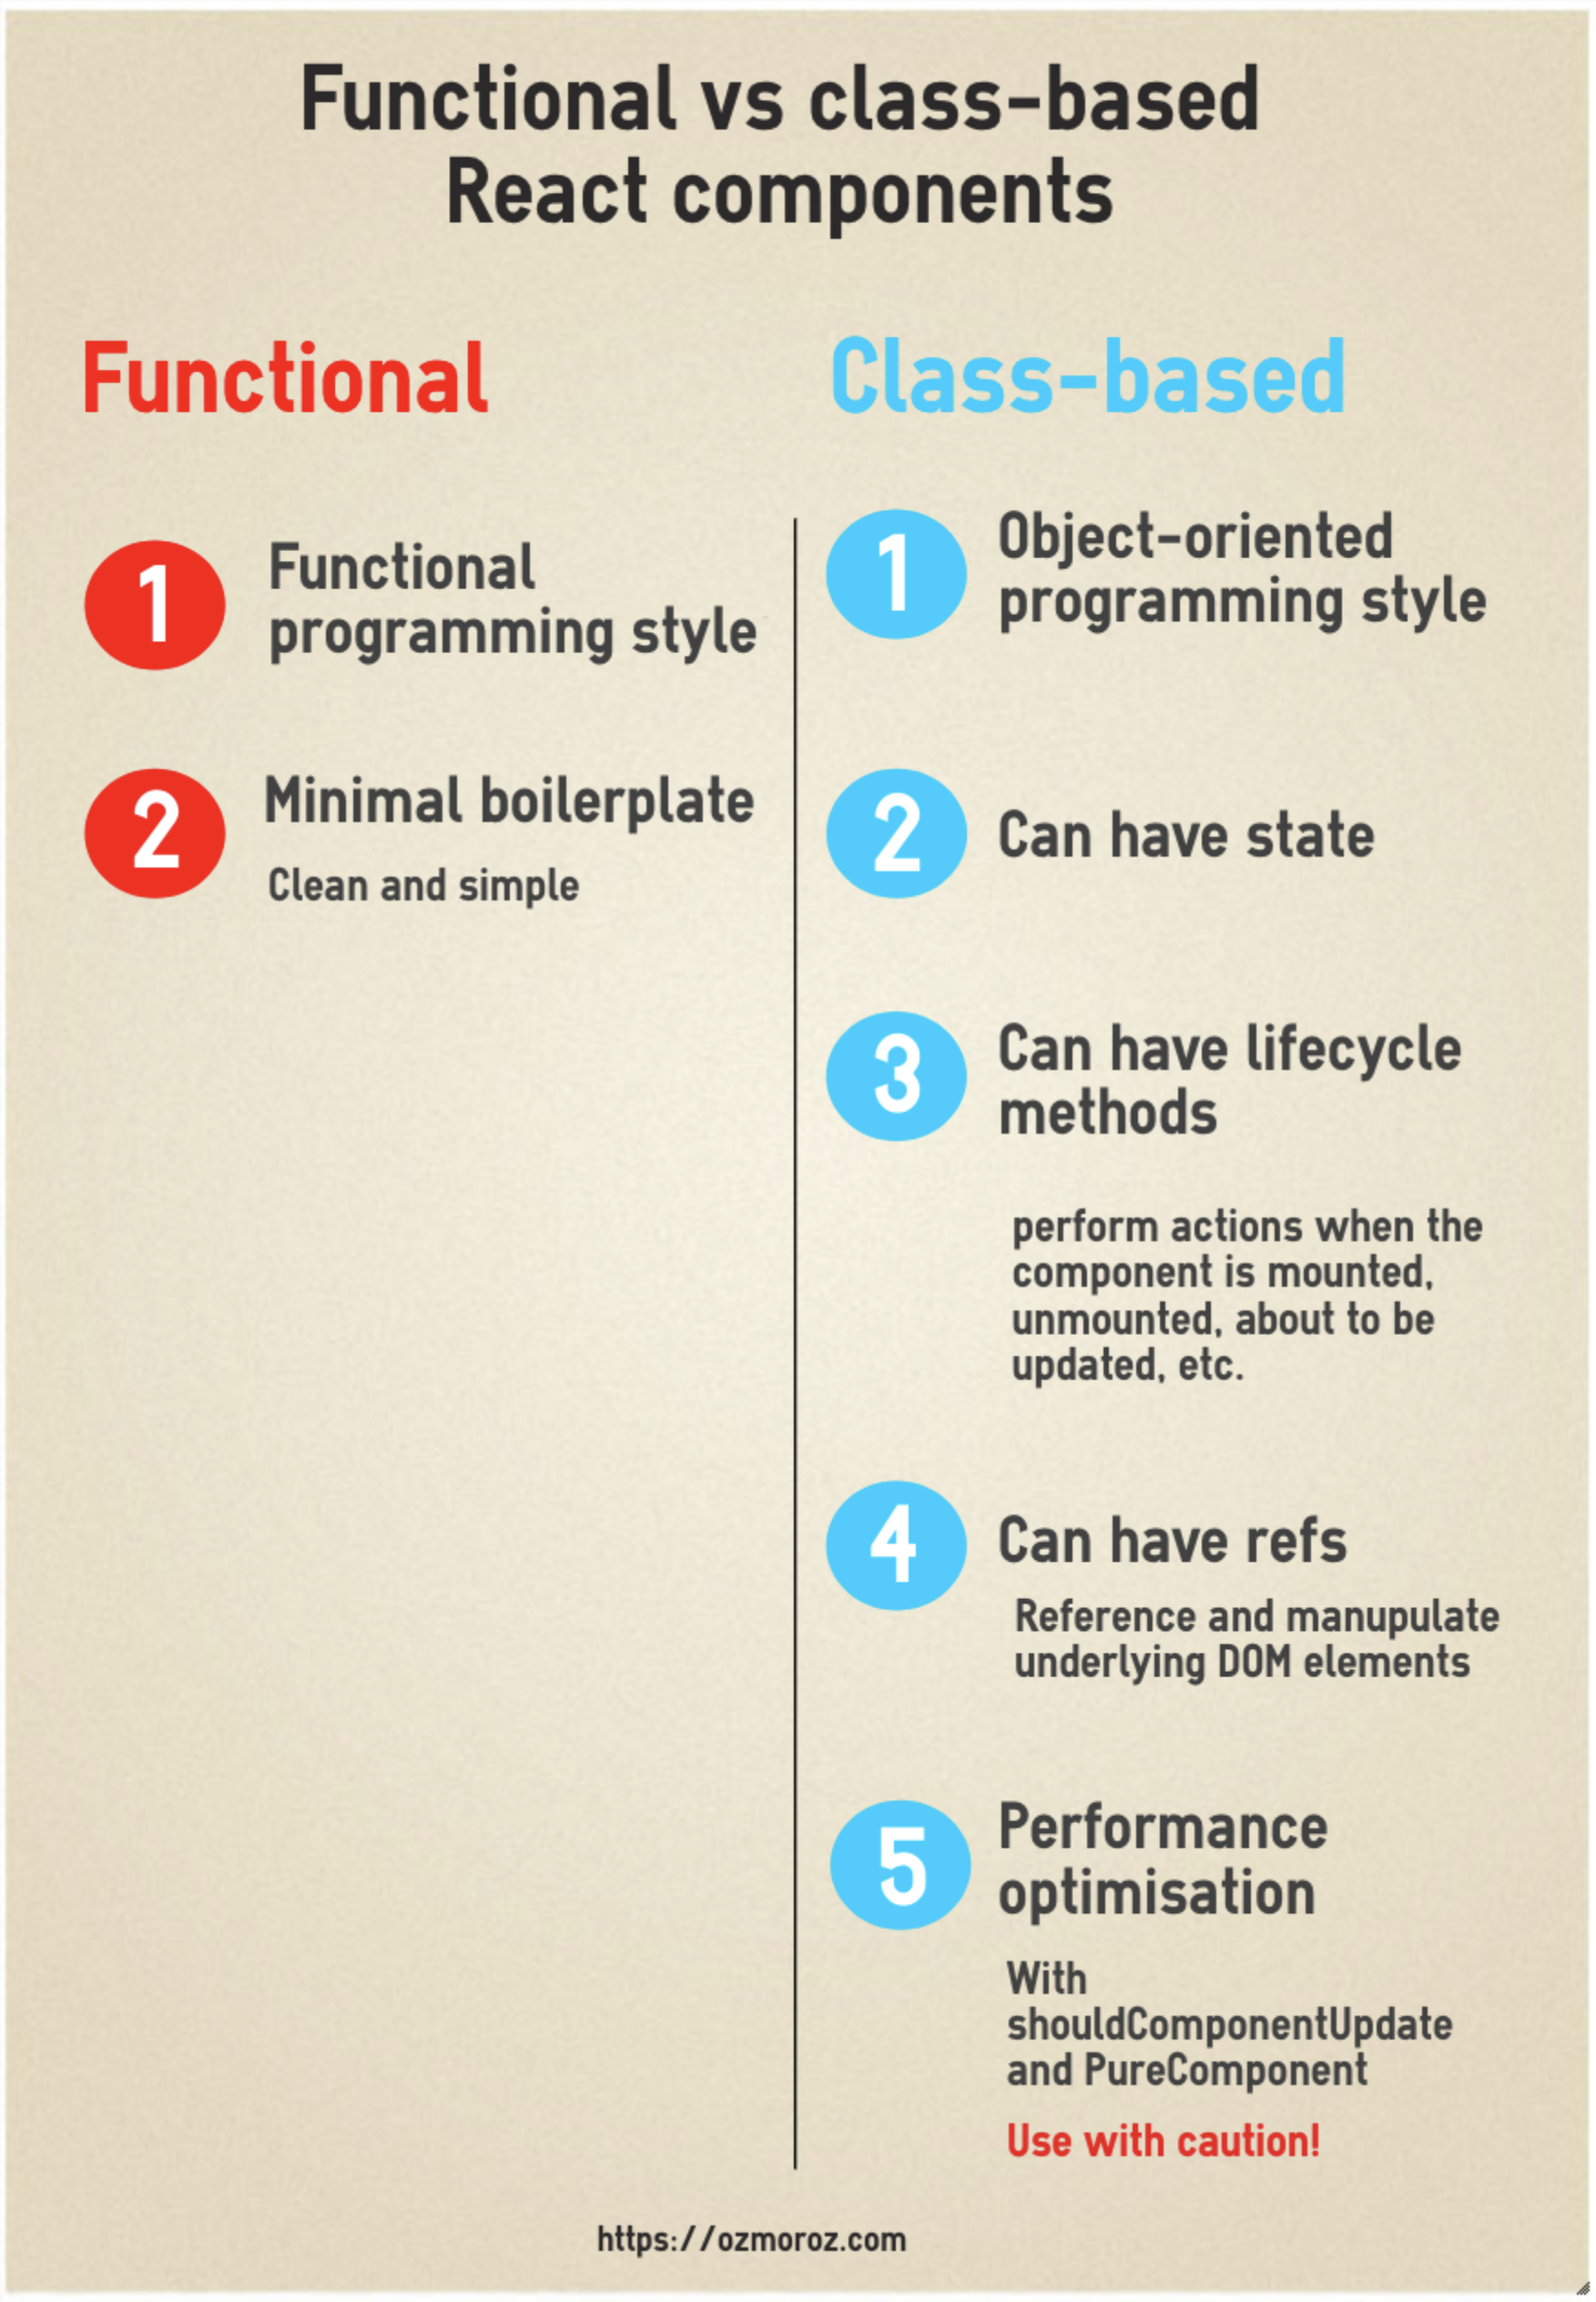 Functional vs class-based
React components
Functional
1
Functional
programming style
2
Minimal boilerplate
Clean and simple
Class-based
1
Object-oriented
programming style
2
Can have state
3
Can have lifecycle
methods
perform actions when the
component is mounted,
unmounted, about to be
updated, etc.
4
Can have refs
Reference and manupulate
underlying DOM elements
5
Performance
optimisation
With
shouldComponentUpdate
and PureComponent
Use with caution!
https://ozmoroz.com